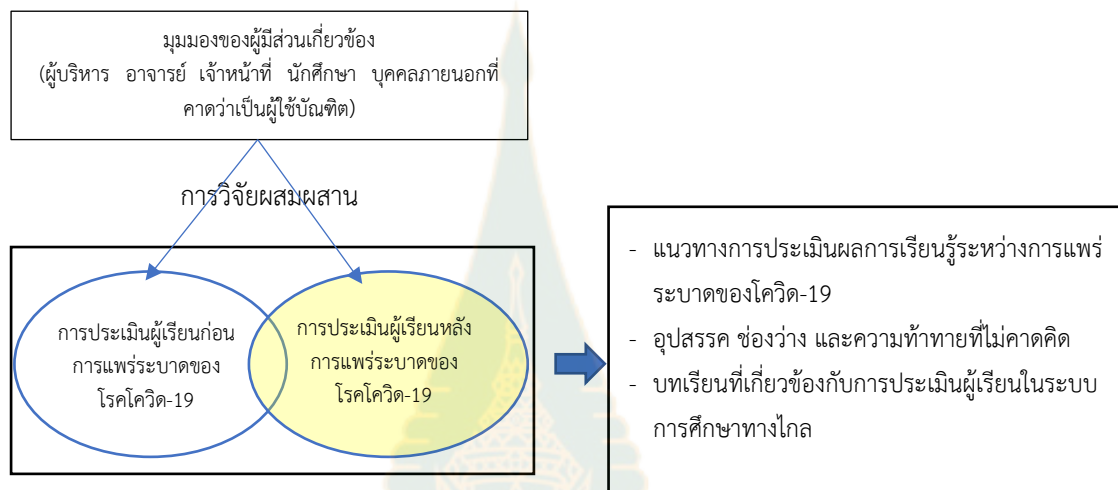 มุมมองของผู้มีส่วนเกี่ยวข้อง
(ผู้บริหาร อาจารย์ เจ้าหน้าที่ นักศึกษา บุคคลภายนอกที่
คาดว่าเป็นผู้ใช้บัณฑิต)
การวิจัยผสมผสาน
การประเมินผู้เรียนก่อน
การแพร่ระบาดของ
โรคโควิด-19
การประเมินผู้เรียนหลัง
การแพร่ระบาดของ
โรคโควิด-19
- แนวทางการประเมินผลการเรียนรู้ระหว่างการแพร่
ระบาดของโควิด-19
- อุปสรรค ช่องว่าง และความท้าทายที่ไม่คาดคิด
- บทเรียนที่เกี่ยวข้องกับการประเมินผู้เรียนในระบบ
การศึกษาทางไกล